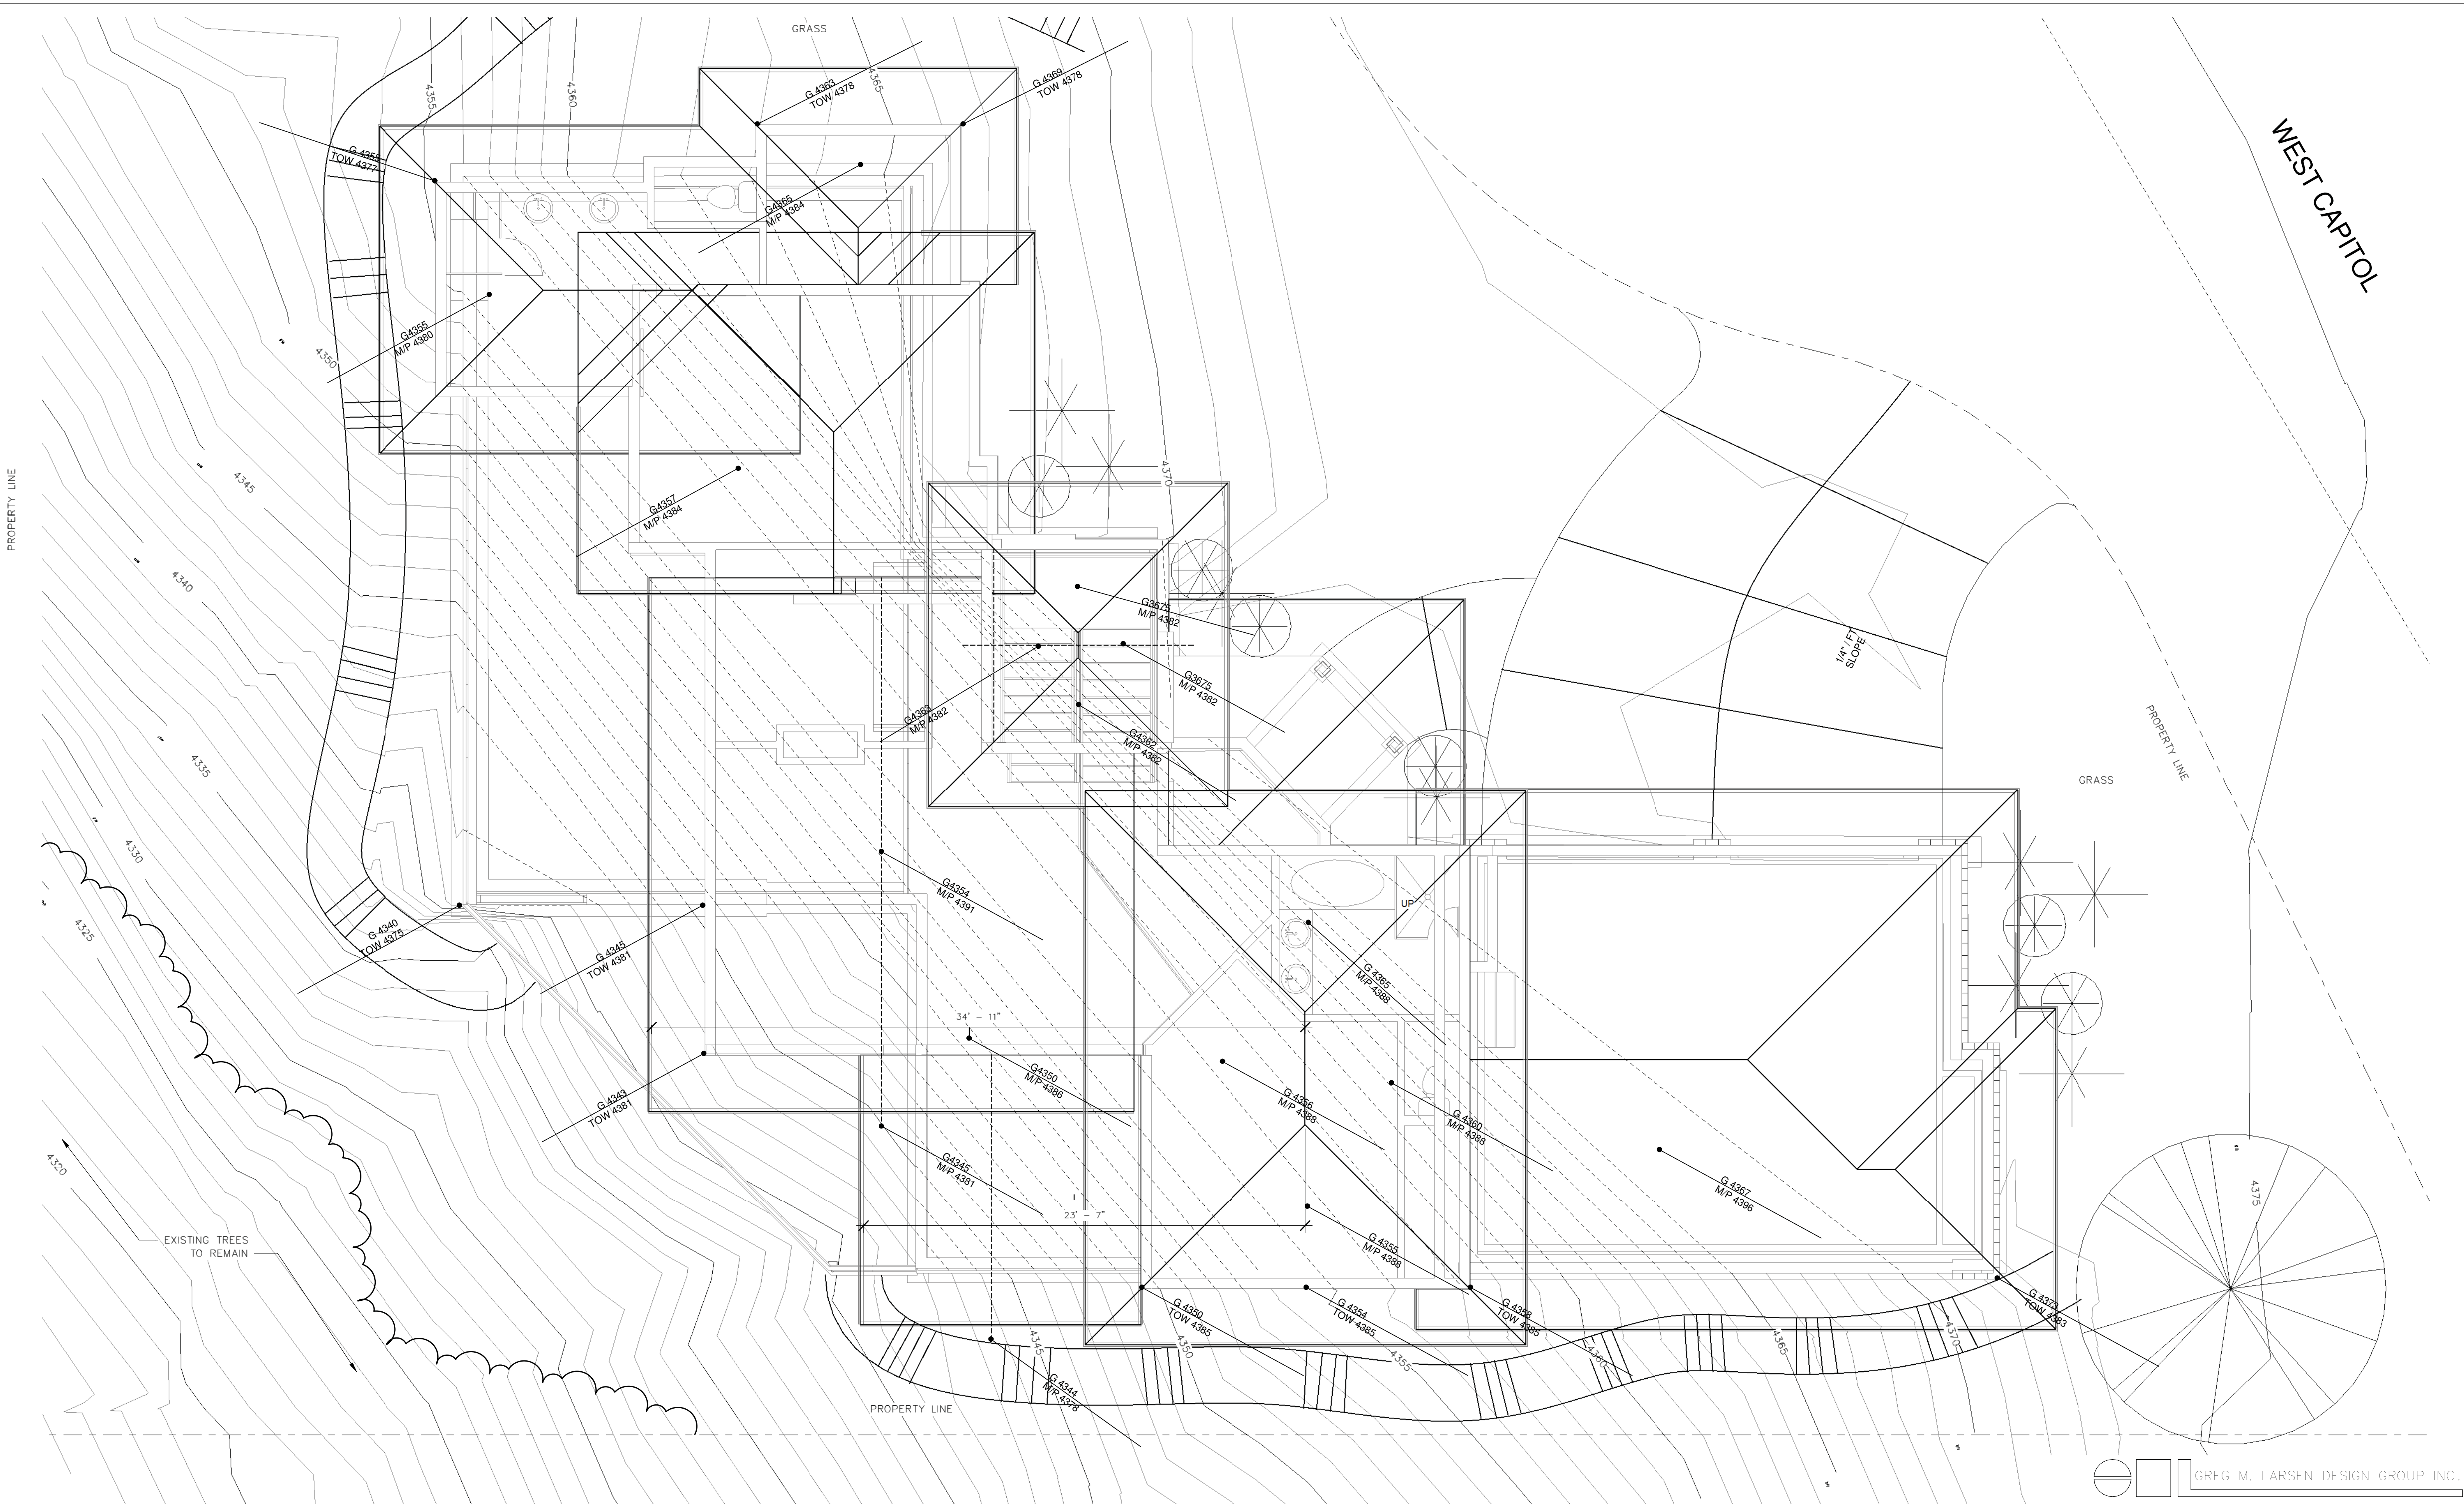 GRASS
4355
4360
G 4363
TOW 4378
4365
G 4369
TOW 4378
WEST CAPITOL
G 4355
TOW 4377
G4365
M/P 4384
G4355
M/P 4380
4350
PROPERTY LINE
4345
4370
G4357
M/P 4384
4340
G3675
M/P 4382
1/4" / FT
SLOPE
G3675
M/P 4382
G4363
M/P 4382
G4362
M/P 4382
PROPERTY LINE
4335
GRASS
4330
G4354
M/P 4391
UP
4325
G 4340
TOW 4375
G 4345
TOW 4381
G 4365
M/P 4388
34' - 11"
G4350
M/P 4386
G 4343
TOW 4381
G 4356
M/P 4388
G 4360
M/P 4388
4320
G4345
M/P 4381
G 4367
M/P 4396
4375
23' - 7"
EXISTING TREES
TO REMAIN
G 4355
M/P 4388
G 4350
TOW 4385
G 4354
TOW 4385
G 4358
TOW 4385
G 4373
TOW 4383
4345
4350
4355
4360
4365
4370
G 4344
M/P 4378
PROPERTY LINE
GREG M. LARSEN DESIGN GROUP INC.